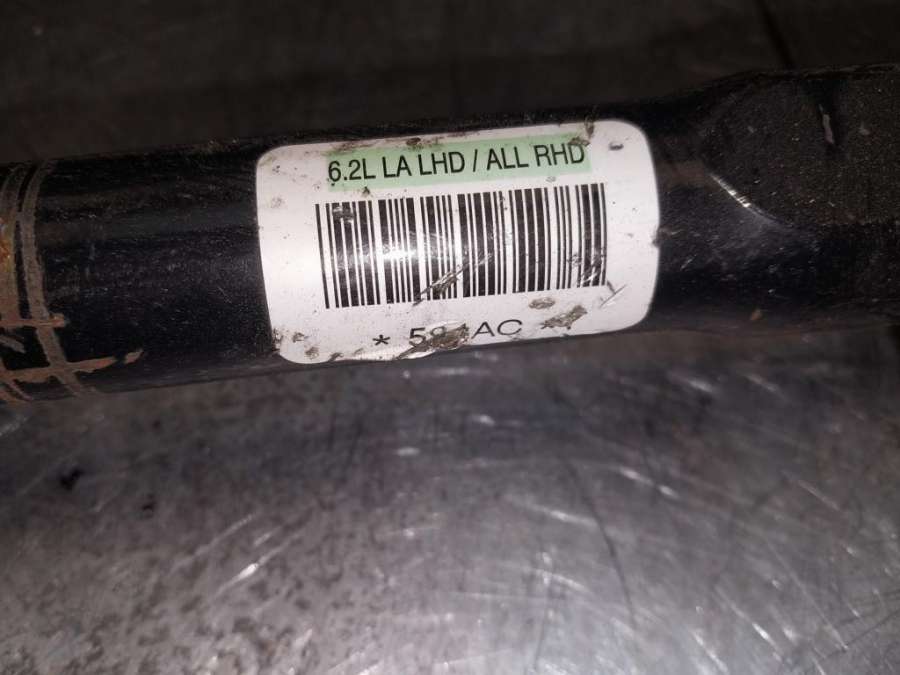 6.2L LA LHD / ALL RHD